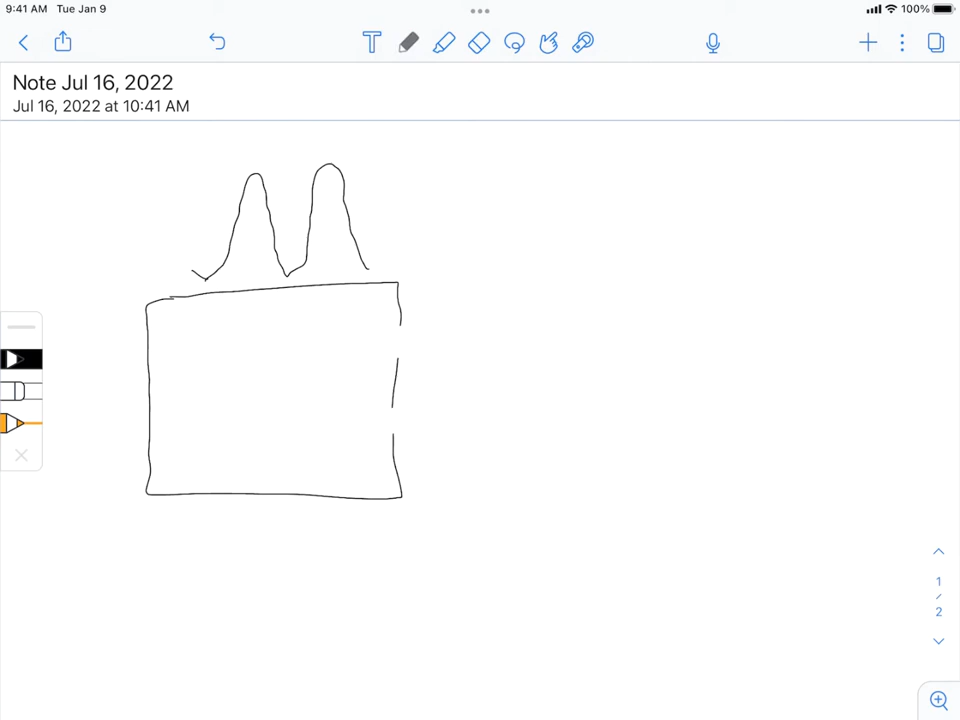 9:41 AM Tue Jan 9
100%
T
Note Jul 16, 2022
Jul 16, 2022 at 10:41 AM
1
/
2